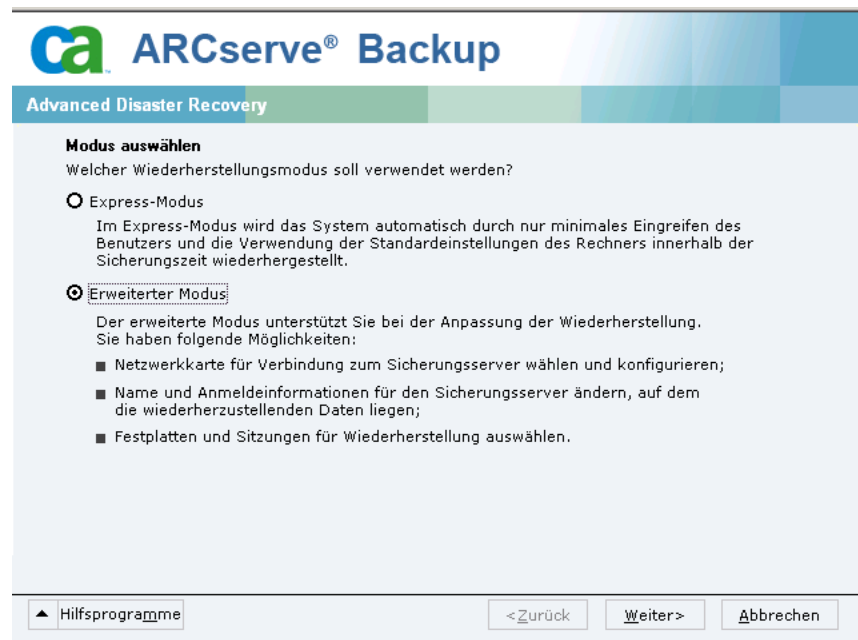 ca ARCserve® Backup
Advanced Disaster Recovery
Modus auswählen
Welcher Wiederherstellungsmodus soll verwendet werden?
Express-Modus
Im Express-Modus wird das System automatisch durch nur minimales Eingreifen des
Benutzers und die Verwendung der Standardeinstellungen des Rechners innerhalb der
Sicherungszeit wiederhergestellt.
Erweiterter Modus
Der erweiterte Modus unterstützt Sie bei der Anpassung der Wiederherstellung.
Sie haben folgende Möglichkeiten:
Netzwerkkarte für Verbindung zum Sicherungsserver wählen und konfigurieren;
Name und Anmeldeinformationen für den Sicherungsserver ändern, auf dem
die wiederherzustellenden Daten liegen;
Festplatten und Sitzungen für Wiederherstellung auswählen.
Hilfsprogramme <Zurück Weiter> Abbrechen